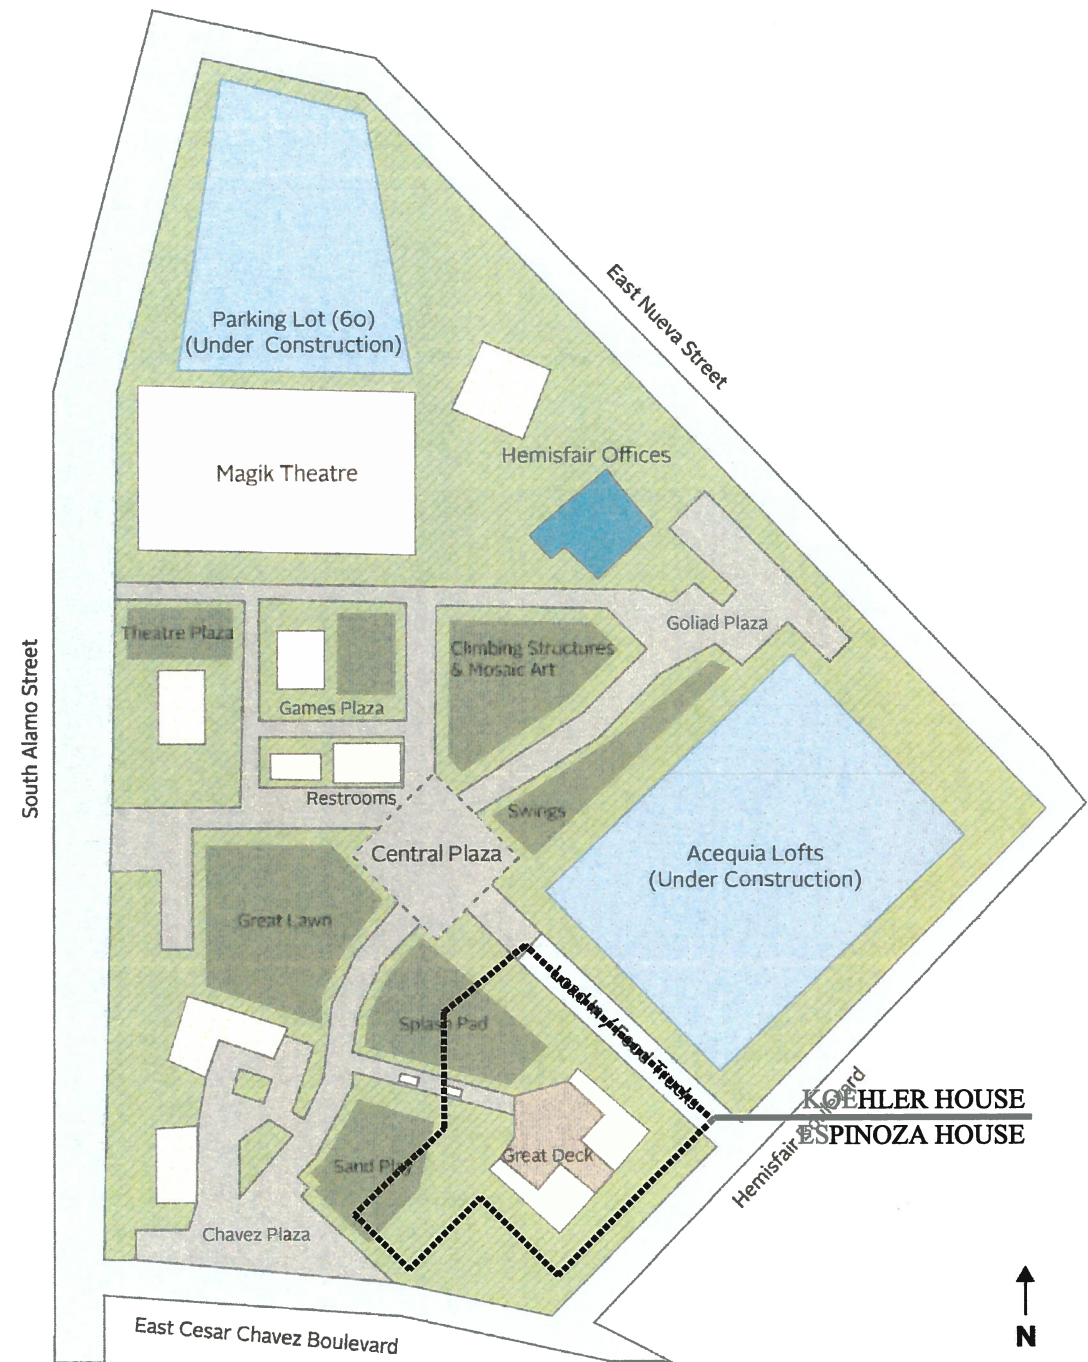 East Nueva Street
Parking Lot (60)
(Under Construction)
Hemisfair Offices
Magik Theatre
Goliad Plaza
Theatre Plaza
Climbing Structures
& Mosaic Art
South Alamo Street
Games Plaza
Restrooms
Swings
Central Plaza
Acequia Lofts
(Under Construction)
Great Lawn
Loading/Food Trucks
Splash Pad
KOEHLER HOUSE
ESPINOZA HOUSE
Hemisfair Boulevard
Great Deck
Sand Play
Chavez Plaza
East Cesar Chavez Boulevard
N